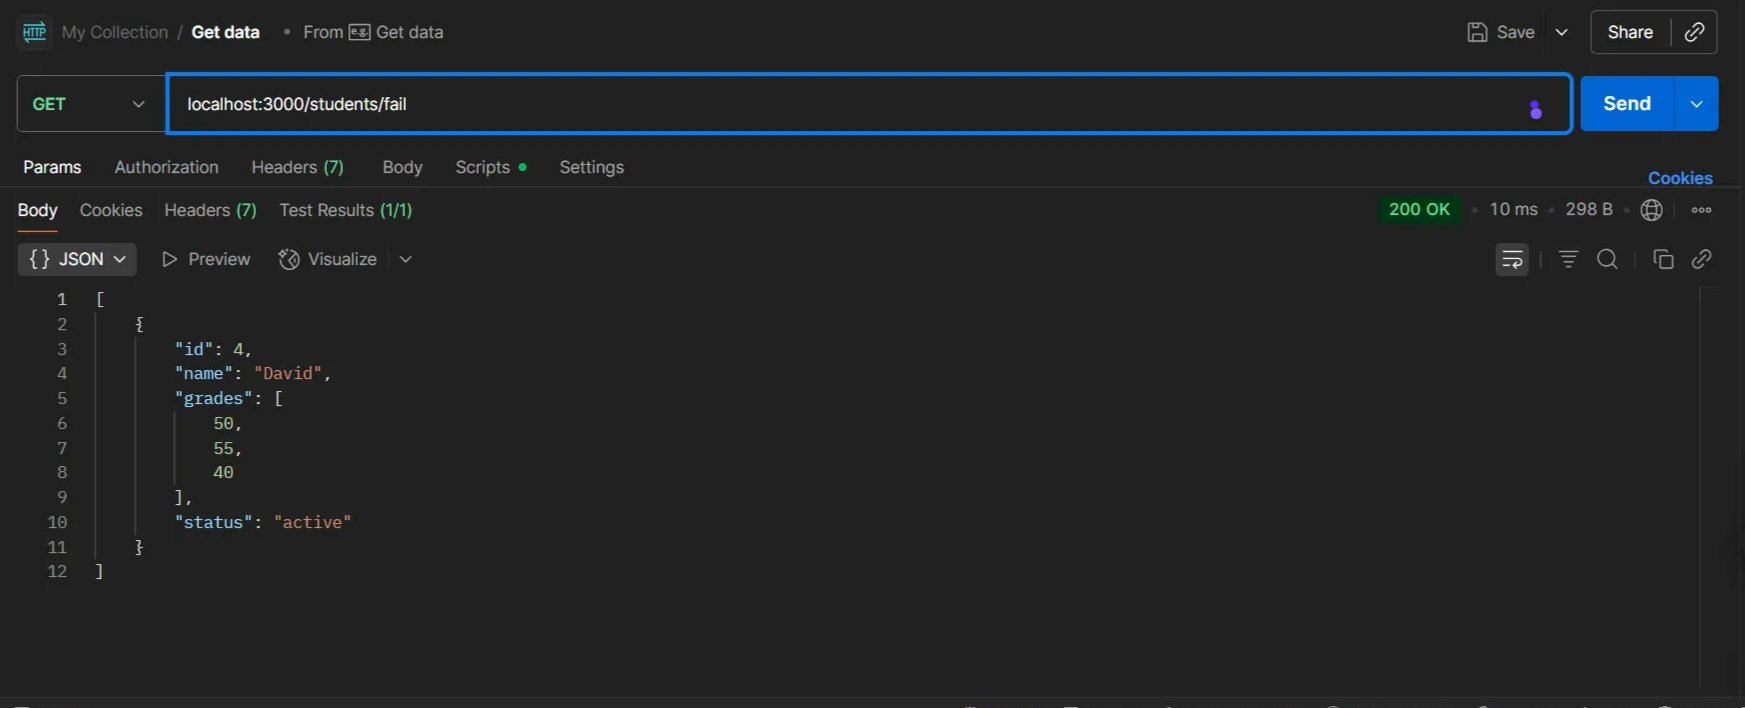 HTTP My Collection / Get data • From e.g. Get data Save Share
GET localhost:3000/students/fail Send
Params Authorization Headers (7) Body Scripts Settings Cookies
Body Cookies Headers (7) Test Results (1/1) 200 OK • 10 ms • 298 B
{} JSON Preview Visualize
1 [
2 {
3 "id": 4,
4 "name": "David",
5 "grades": [
6 50,
7 55,
8 40
9 ],
10 "status": "active"
11 }
12 ]